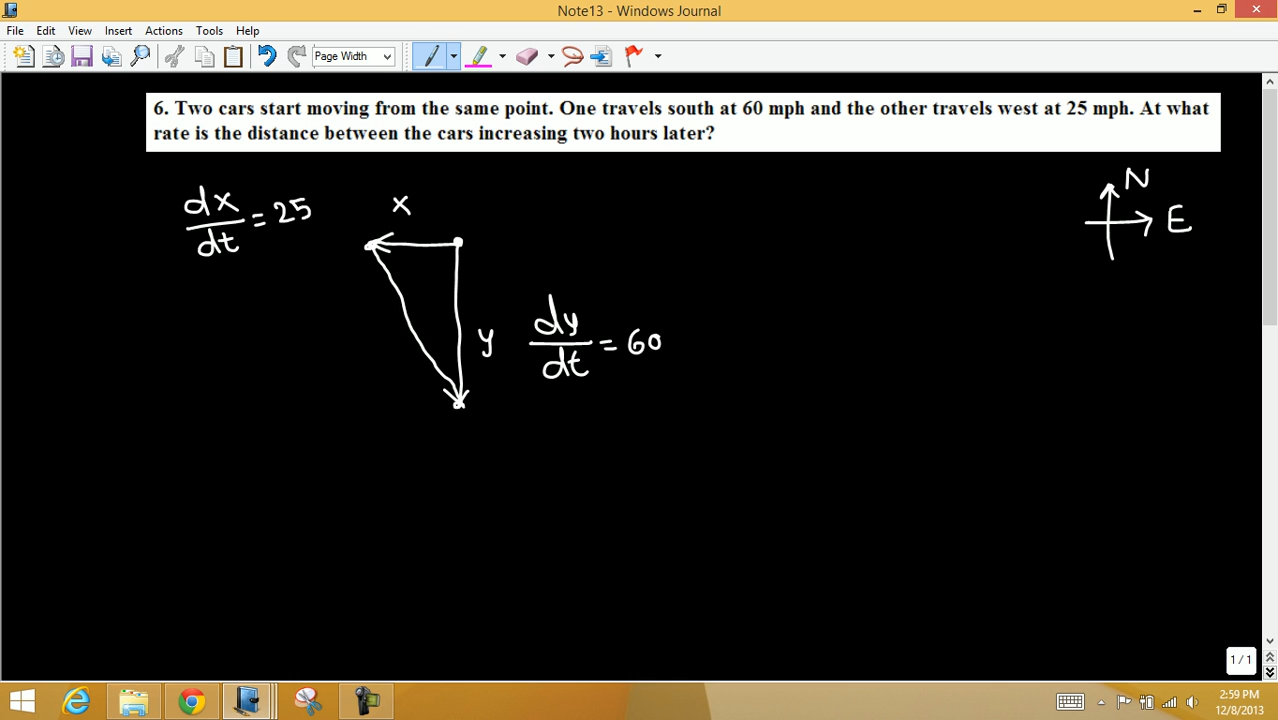 Note13 - Windows Journal
File Edit View Insert Actions Tools Help
Page Width
6. Two cars start moving from the same point. One travels south at 60 mph and the other travels west at 25 mph. At what
rate is the distance between the cars increasing two hours later?
dx/dt = 25
x
N
E
y
dy/dt = 60
1 / 1
2:59 PM
12/8/2013